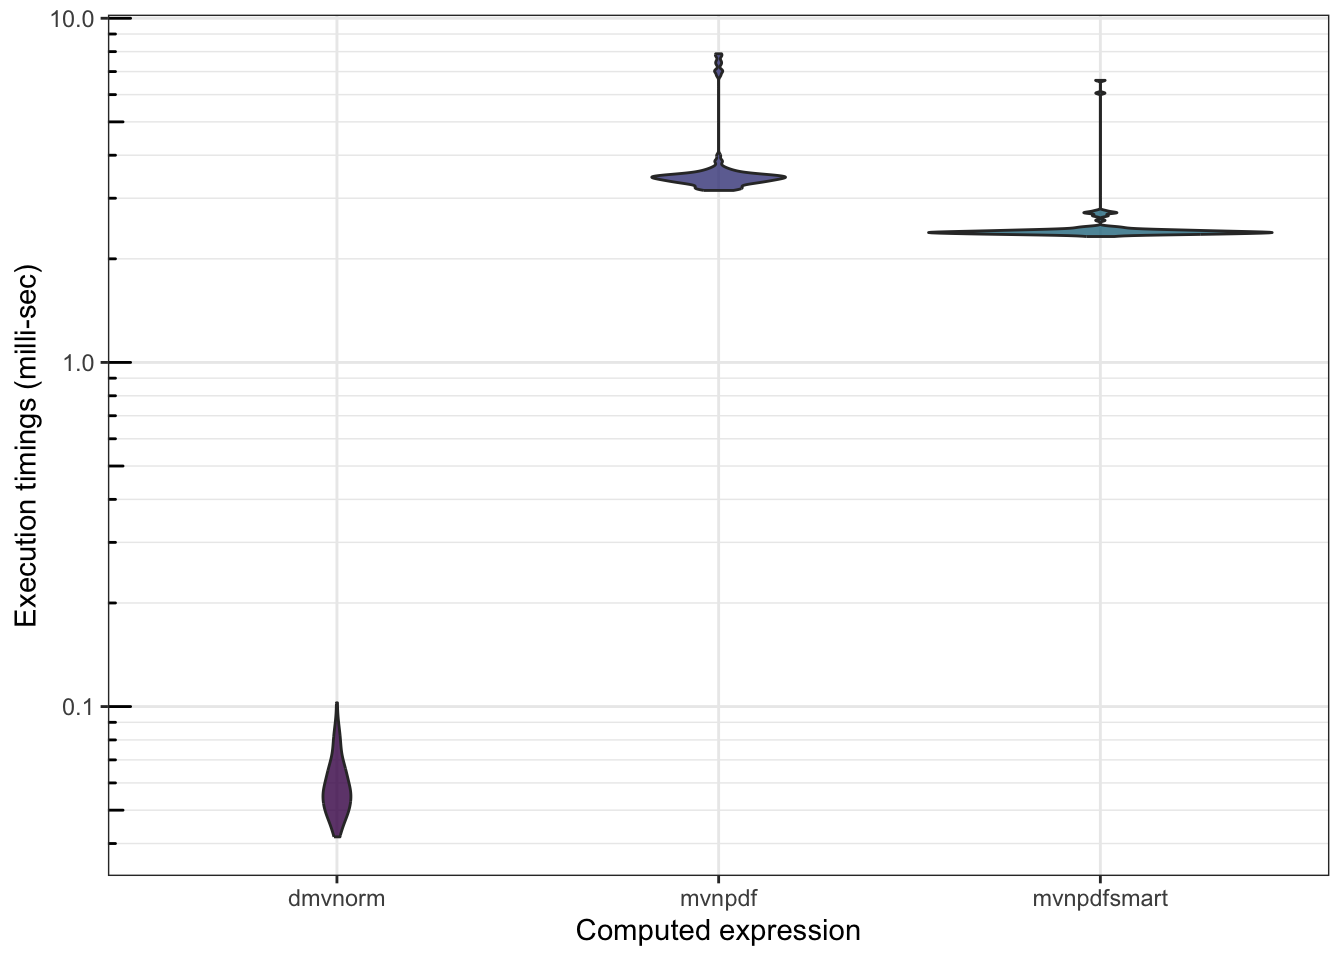 10.0
1.0
0.1
Execution timings (milli-sec)
dmvnorm
mvnpdf
mvnpdfsmart
Computed expression